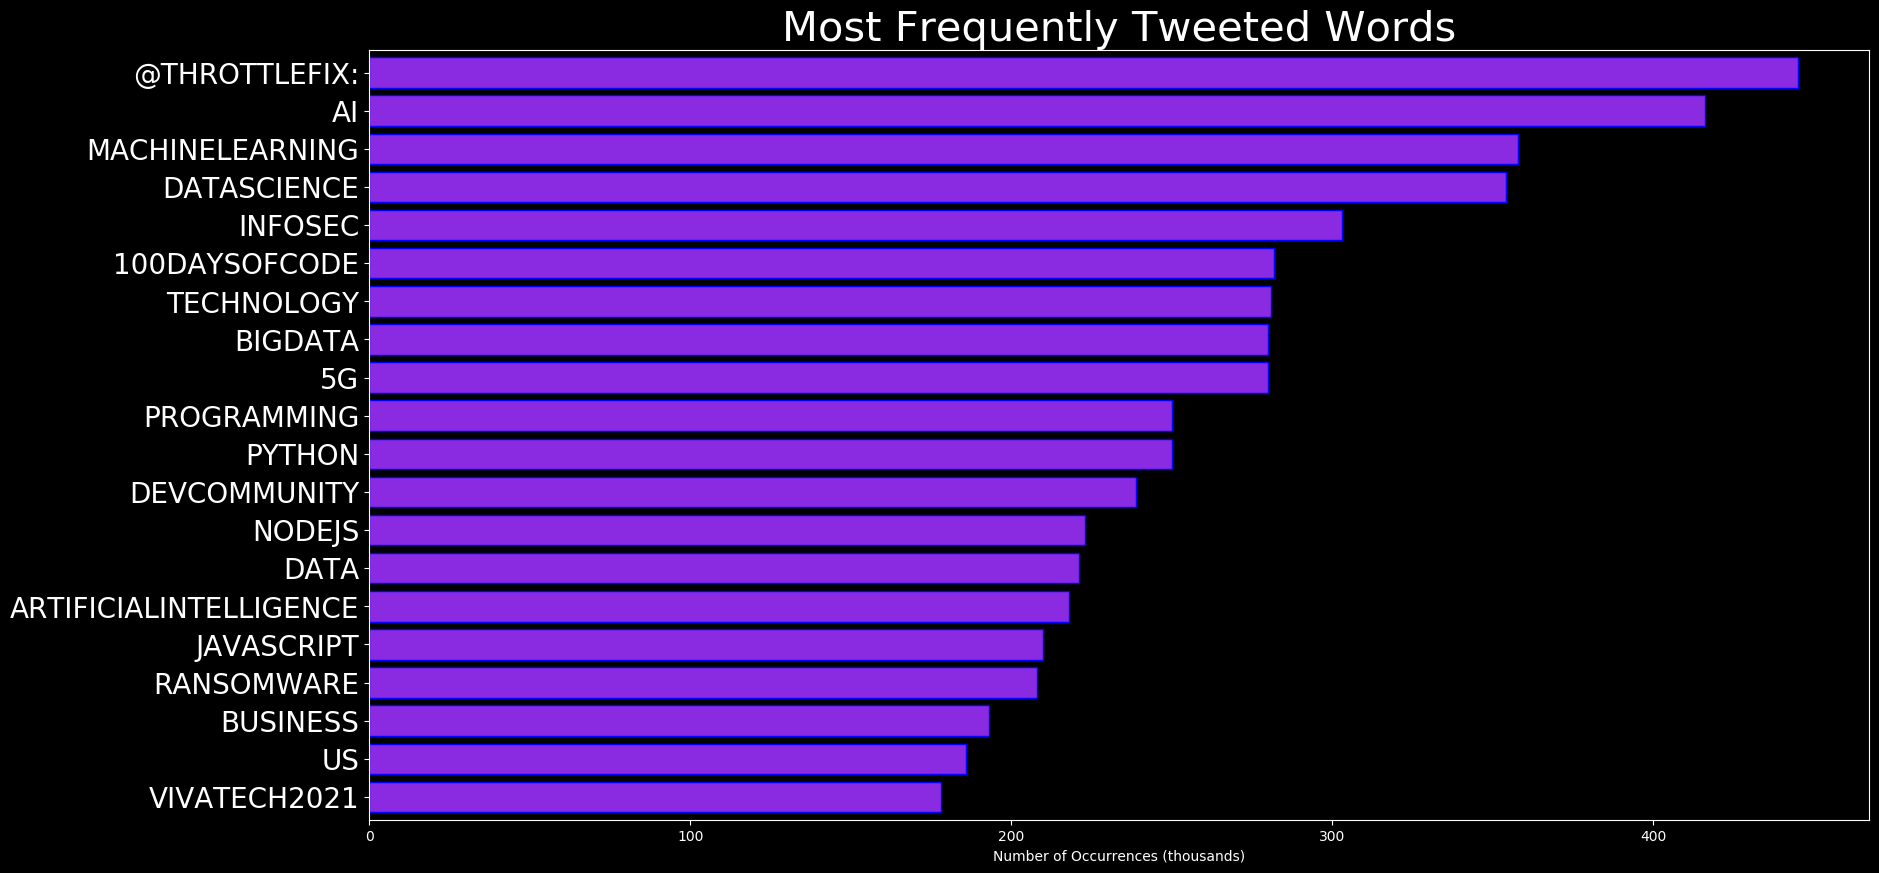 Most Frequently Tweeted Words
@THROTTLEFIX:
AI
MACHINELEARNING
DATASCIENCE
INFOSEC
100DAYSOFCODE
TECHNOLOGY
BIGDATA
5G
PROGRAMMING
PYTHON
DEVCOMMUNITY
NODEJS
DATA
ARTIFICIALINTELLIGENCE
JAVASCRIPT
RANSOMWARE
BUSINESS
US
VIVATECH2021
0 100 200 300 400
Number of Occurrences (thousands)